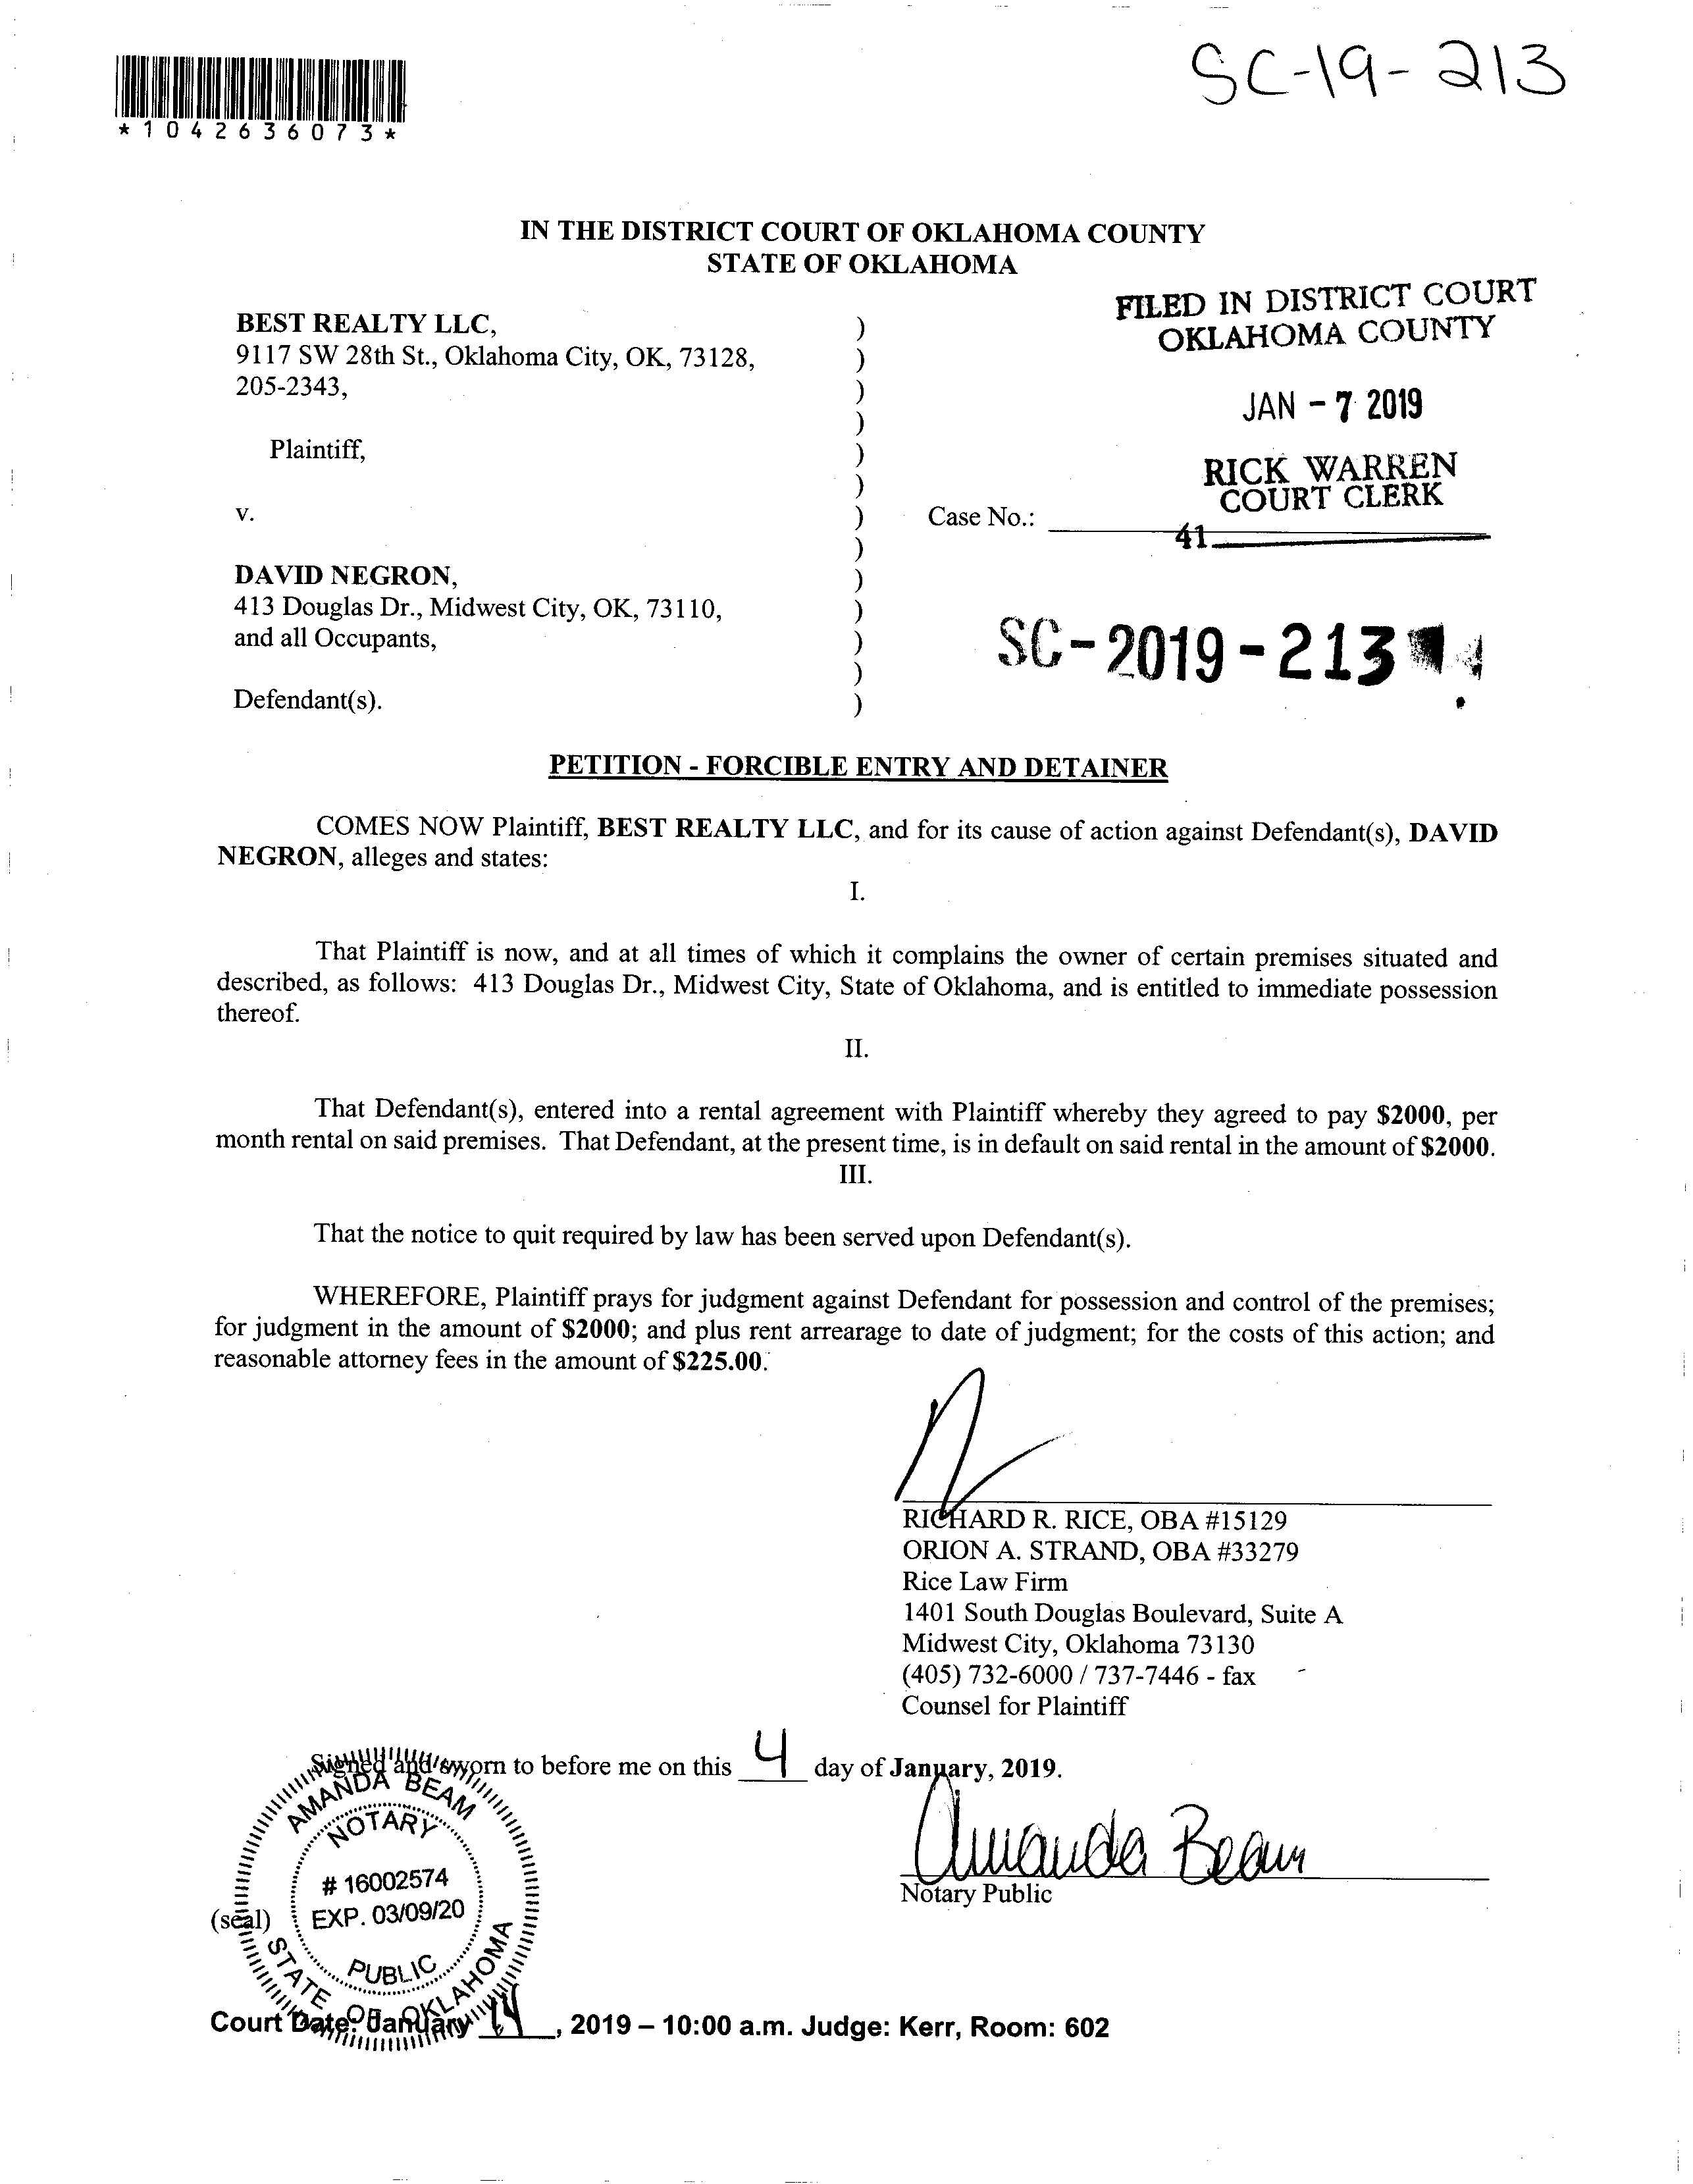 SC-19-213
*1042636073*
IN THE DISTRICT COURT OF OKLAHOMA COUNTY
STATE OF OKLAHOMA
FILED IN DISTRICT COURT
OKLAHOMA COUNTY
JAN - 7 2019
RICK WARREN
COURT CLERK
41
BEST REALTY LLC, )
9117 SW 28th St., Oklahoma City, OK, 73128, )
205-2343, )
)
Plaintiff, )
)
v. ) Case No.:
)
DAVID NEGRON, )
413 Douglas Dr., Midwest City, OK, 73110, )
and all Occupants, )
)
Defendant(s). )
SC-2019-213
PETITION - FORCIBLE ENTRY AND DETAINER
COMES NOW Plaintiff, BEST REALTY LLC, and for its cause of action against Defendant(s), DAVID
NEGRON, alleges and states:
I.
That Plaintiff is now, and at all times of which it complains the owner of certain premises situated and
described, as follows: 413 Douglas Dr., Midwest City, State of Oklahoma, and is entitled to immediate possession
thereof.
II.
That Defendant(s), entered into a rental agreement with Plaintiff whereby they agreed to pay $2000, per
month rental on said premises. That Defendant, at the present time, is in default on said rental in the amount of $2000.
III.
That the notice to quit required by law has been served upon Defendant(s).
WHEREFORE, Plaintiff prays for judgment against Defendant for possession and control of the premises;
for judgment in the amount of $2000; and plus rent arrearage to date of judgment; for the costs of this action; and
reasonable attorney fees in the amount of $225.00.
RICHARD R. RICE, OBA #15129
ORION A. STRAND, OBA #33279
Rice Law Firm
1401 South Douglas Boulevard, Suite A
Midwest City, Oklahoma 73130
(405) 732-6000 / 737-7446 - fax
Counsel for Plaintiff
Signed and sworn to before me on this 4 day of January, 2019.
Amanda Beam
Notary Public
(seal)
AMANDA BEAM
NOTARY
# 16002574
EXP. 03/09/20
PUBLIC
STATE OF OKLAHOMA
Court Date: January 14, 2019 – 10:00 a.m. Judge: Kerr, Room: 602